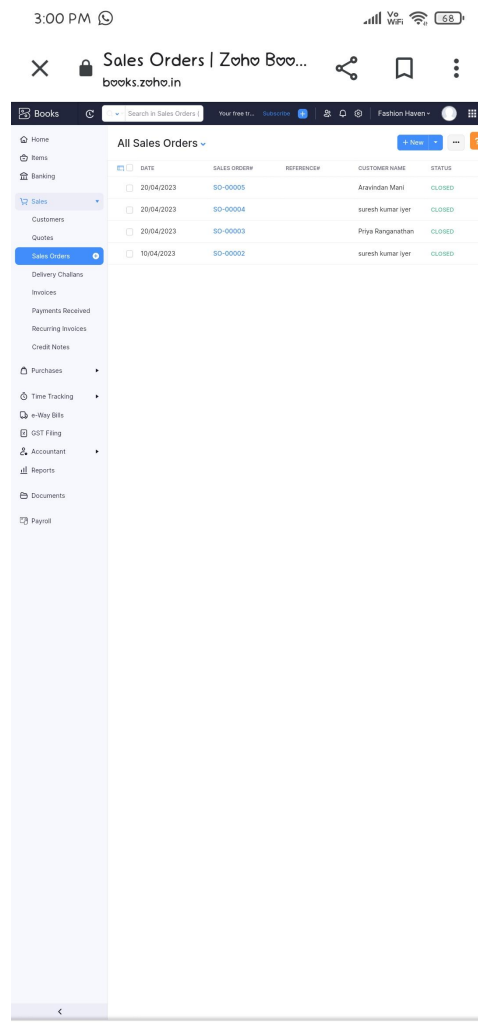 3:00 PM
Vo WiFi 68
Sales Orders | Zoho Boo...
books.zoho.in
Books
Search in Sales Orders |
Your free tr...
Subscribe
Fashion Haven
Home
Items
Banking
Sales
Customers
Quotes
Sales Orders
Delivery Challans
Invoices
Payments Received
Recurring Invoices
Credit Notes
Purchases
Time Tracking
e-Way Bills
GST Filing
Accountant
Reports
Documents
Payroll
All Sales Orders
+ New
DATE SALES ORDER# REFERENCE# CUSTOMER NAME STATUS
20/04/2023 SO-00005 Aravindan Mani CLOSED
20/04/2023 SO-00004 suresh kumar iyer CLOSED
20/04/2023 SO-00003 Priya Ranganathan CLOSED
10/04/2023 SO-00002 suresh kumar iyer CLOSED